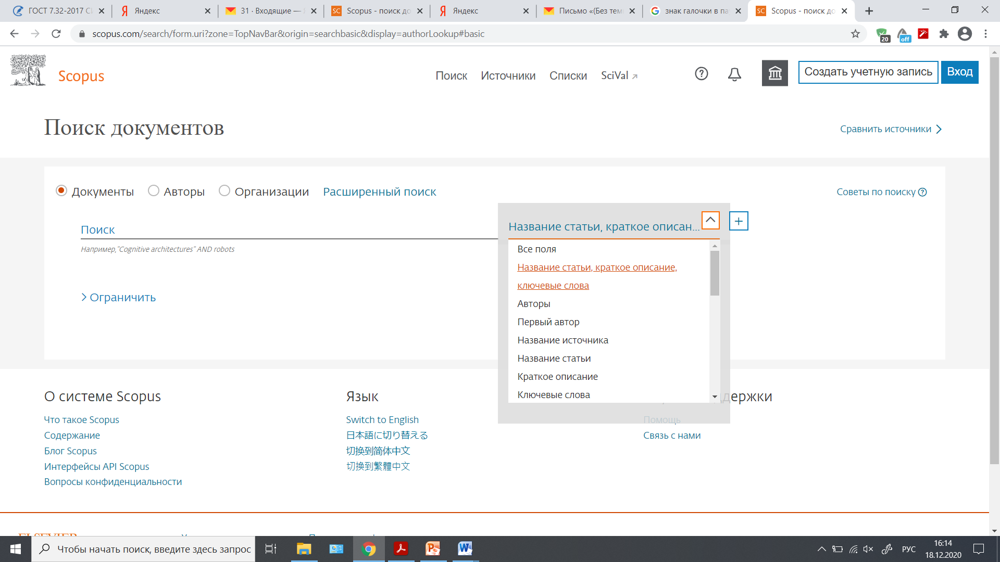 ГОСТ 7.32-2017 С
Яндекс
31 · Входящие — Я
Scopus - поиск до
Яндекс
Письмо «(Без тем
знак галочки в па
Scopus - поиск до
scopus.com/search/form.uri?zone=TopNavBar&origin=searchbasic&display=authorLookup#basic
20
off
Scopus
Поиск
Источники
Списки
SciVal
Создать учетную запись
Вход
Поиск документов
Сравнить источники
Документы
Авторы
Организации
Расширенный поиск
Советы по поиску
Поиск
Название статьи, краткое описан...
Например,"Cognitive architectures" AND robots
Все поля
Название статьи, краткое описание,
ключевые слова
Авторы
Первый автор
Название источника
Название статьи
Краткое описание
Ключевые слова
Ограничить
О системе Scopus
Что такое Scopus
Содержание
Блог Scopus
Интерфейсы API Scopus
Вопросы конфиденциальности
Язык
Switch to English
日本語に切り替える
切换到简体中文
切換到繁體中文
держки
Помощь
Связь с нами
ELSEVIER
Чтобы начать поиск, введите здесь запрос
РУС
16:14
18.12.2020